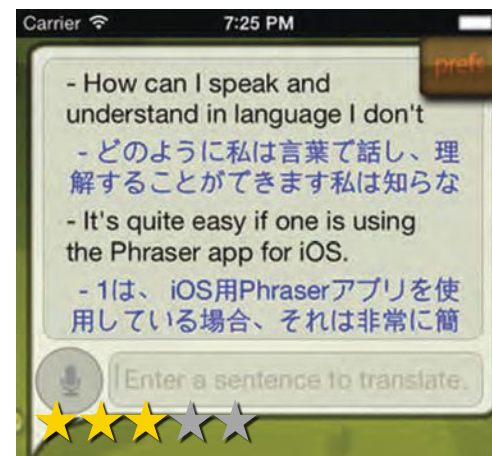 Carrier 7:25 PM
prefs
- How can I speak and
understand in language I don't
- どのように私は言葉で話し、理
解することができます私は知らな
- It's quite easy if one is using
the Phraser app for iOS.
- 1は、 iOS用Phraserアプリを使
用している場合、それは非常に簡
Enter a sentence to translate.